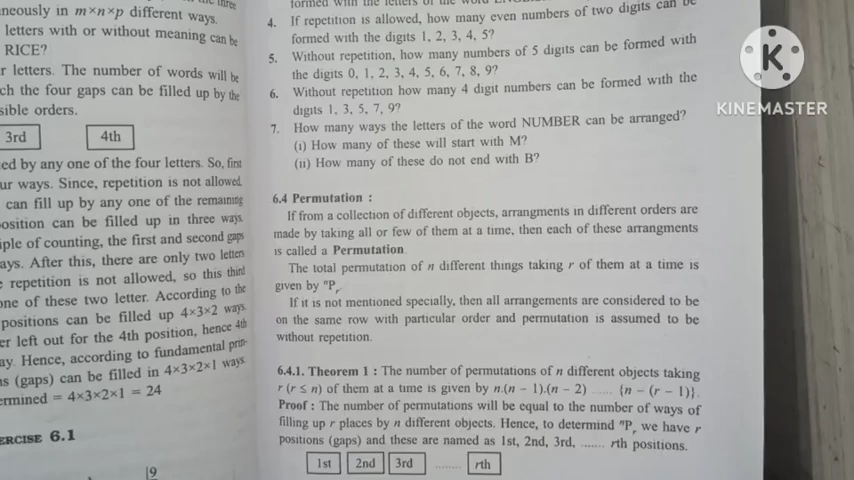 neously in m×n×p different ways.
letters with or without meaning can be
RICE?
r letters. The number of words will be
ch the four gaps can be filled up by the
sible orders.
3rd 4th
ed by any one of the four letters. So, first
ur ways. Since, repetition is not allowed
can fill up by any one of the remaining
osition can be filled up in three ways.
iple of counting, the first and second gaps
ays. After this, there are only two letters
repetition is not allowed, so this third
one of these two letter. According to the
positions can be filled up 4×3×2 ways.
er left out for the 4th position, hence 4th
ay. Hence, according to fundamental prin-
s (gaps) can be filled in 4×3×2×1 ways.
ermined = 4×3×2×1 = 24
ERCISE 6.1
9
formed with the letters of the word
4. If repetition is allowed, how many even numbers of two digits can be
formed with the digits 1, 2, 3, 4, 5?
5. Without repetition, how many numbers of 5 digits can be formed with
the digits 0, 1, 2, 3, 4, 5, 6, 7, 8, 9?
6. Without repetition how many 4 digit numbers can be formed with the
digits 1, 3, 5, 7, 9?
7. How many ways the letters of the word NUMBER can be arranged?
(i) How many of these will start with M?
(ii) How many of these do not end with B?
6.4 Permutation :
If from a collection of different objects, arrangments in different orders are
made by taking all or few of them at a time, then each of these arrangments
is called a Permutation.
The total permutation of n different things taking r of them at a time is
given by ⁿPᵣ
If it is not mentioned specially, then all arrangements are considered to be
on the same row with particular order and permutation is assumed to be
without repetition.
6.4.1. Theorem 1 : The number of permutations of n different objects taking
r (r ≤ n) of them at a time is given by n.(n – 1).(n – 2) ..... {n – (r – 1)}.
Proof : The number of permutations will be equal to the number of ways of
filling up r places by n different objects. Hence, to determind ⁿPᵣ we have r
positions (gaps) and these are named as 1st, 2nd, 3rd, ....... rth positions.
1st 2nd 3rd ........ rth
KINEMASTER